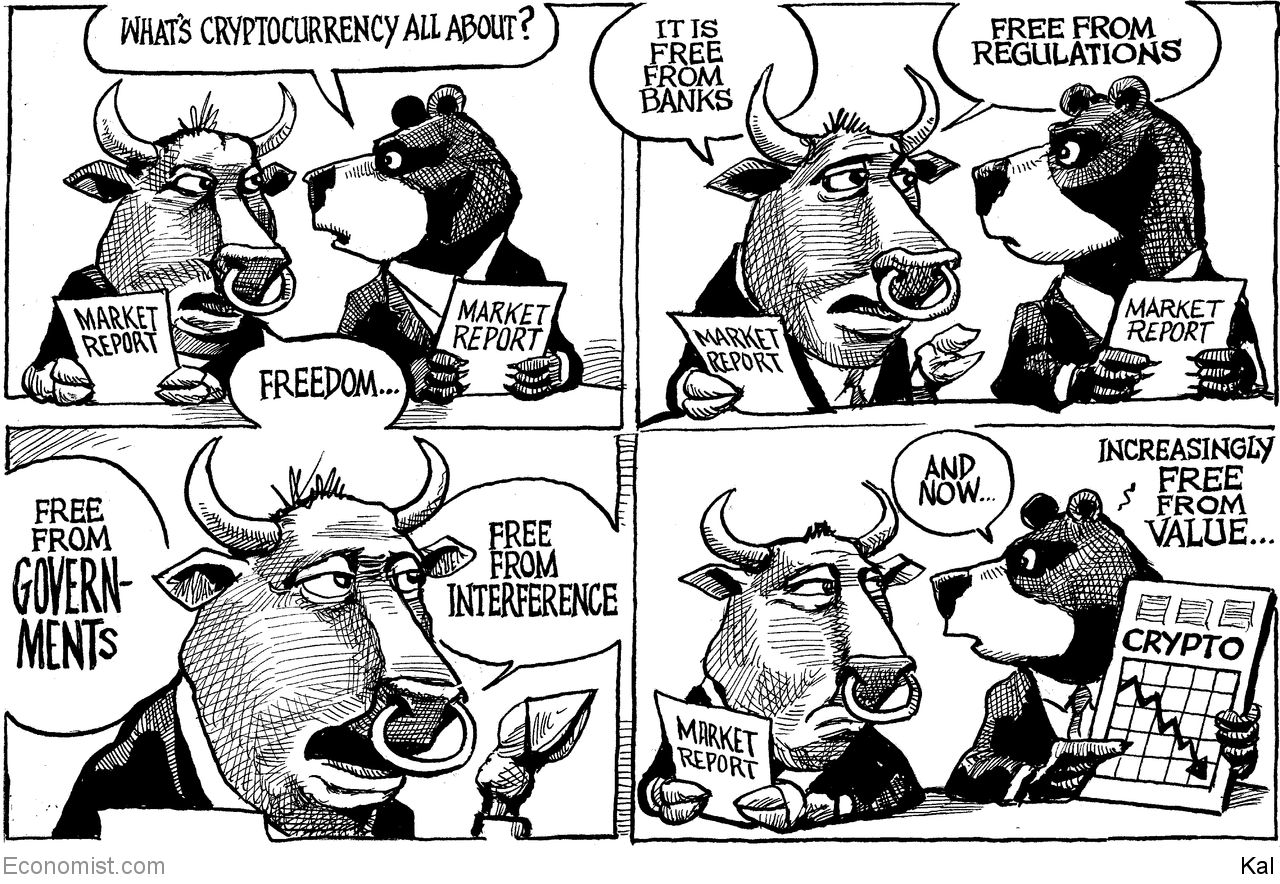 WHAT'S CRYPTOCURRENCY ALL ABOUT?
MARKET
REPORT
MARKET
REPORT
FREEDOM...
IT IS
FREE
FROM
BANKS
FREE FROM
REGULATIONS
MARKET
REPORT
MARKET
REPORT
FREE
FROM
GOVERN-
MENTS
FREE
FROM
INTERFERENCE
AND
NOW...
INCREASINGLY
FREE
FROM
VALUE...
CRYPTO
MARKET
REPORT
Economist.com
Kal